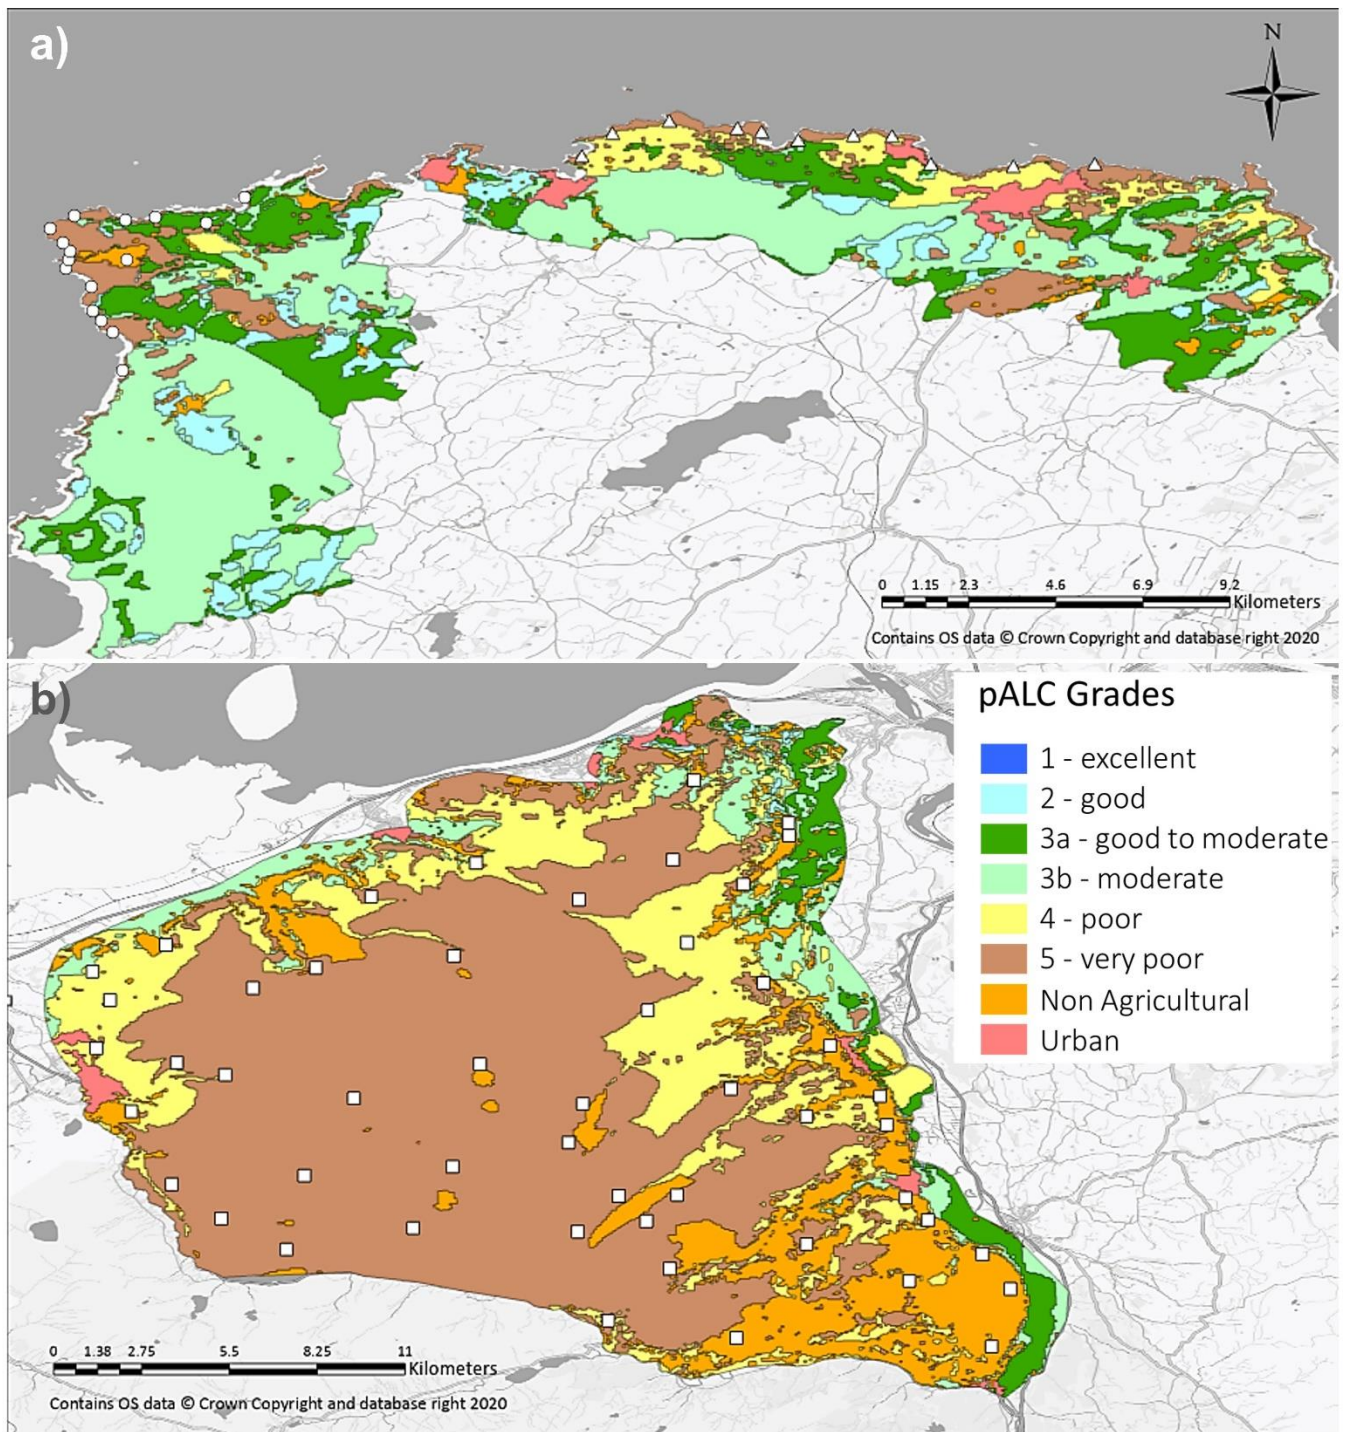 a)
N
0 1.15 2.3 4.6 6.9 9.2
Kilometers
Contains OS data © Crown Copyright and database right 2020
b)
pALC Grades
1 - excellent
2 - good
3a - good to moderate
3b - moderate
4 - poor
5 - very poor
Non Agricultural
Urban
0 1.38 2.75 5.5 8.25 11
Kilometers
Contains OS data © Crown Copyright and database right 2020